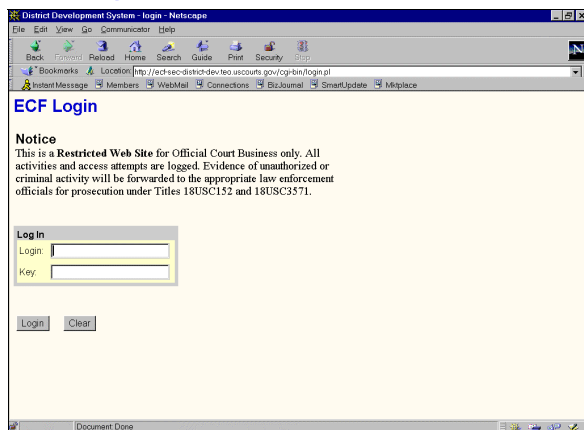 District Development System - login - Netscape
File Edit View Go Communicator Help
Back Forward Reload Home Search Guide Print Security Stop
Bookmarks Location: http://ecf-sec-district-dev.teo.uscourts.gov/cgi-bin/login.pl
Instant Message Members WebMail Connections BizJournal SmartUpdate Mktplace
ECF Login
Notice
This is a Restricted Web Site for Official Court Business only. All
activities and access attempts are logged. Evidence of unauthorized or
criminal activity will be forwarded to the appropriate law enforcement
officials for prosecution under Titles 18USC152 and 18USC3571.
Log In
Login:
Key:
Login Clear
Document: Done